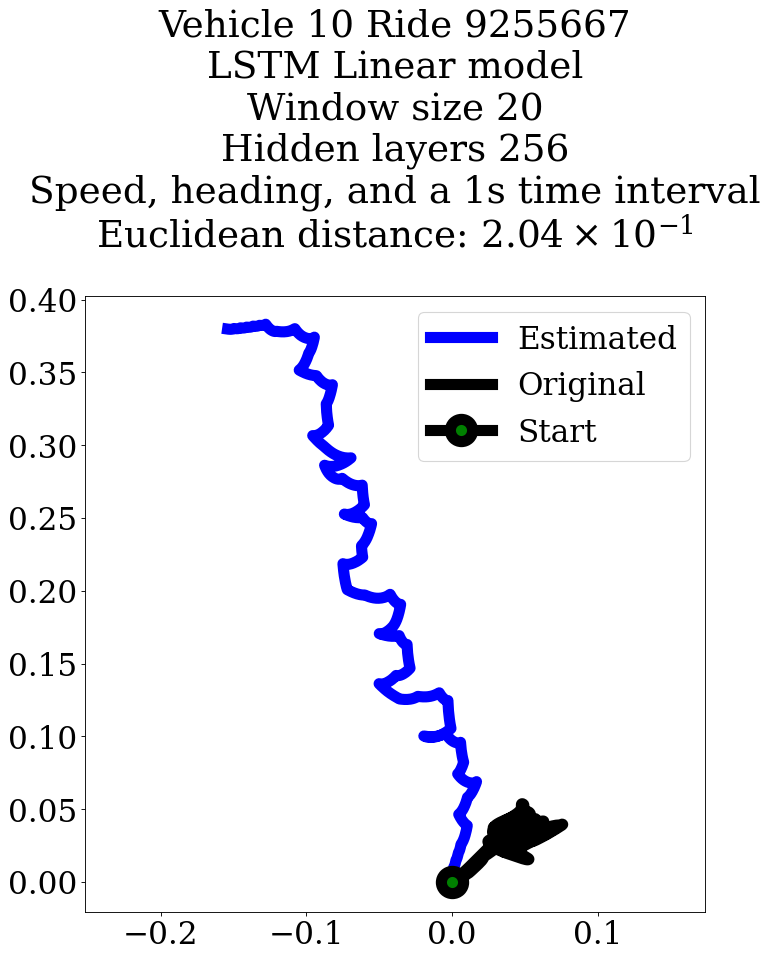 Vehicle 10 Ride 9255667
LSTM Linear model
Window size 20
Hidden layers 256
Speed, heading, and a 1s time interval
Euclidean distance: 2.04 × 10⁻¹
0.40
0.35
0.30
0.25
0.20
0.15
0.10
0.05
0.00
Estimated
Original
Start
−0.2
−0.1
0.0
0.1